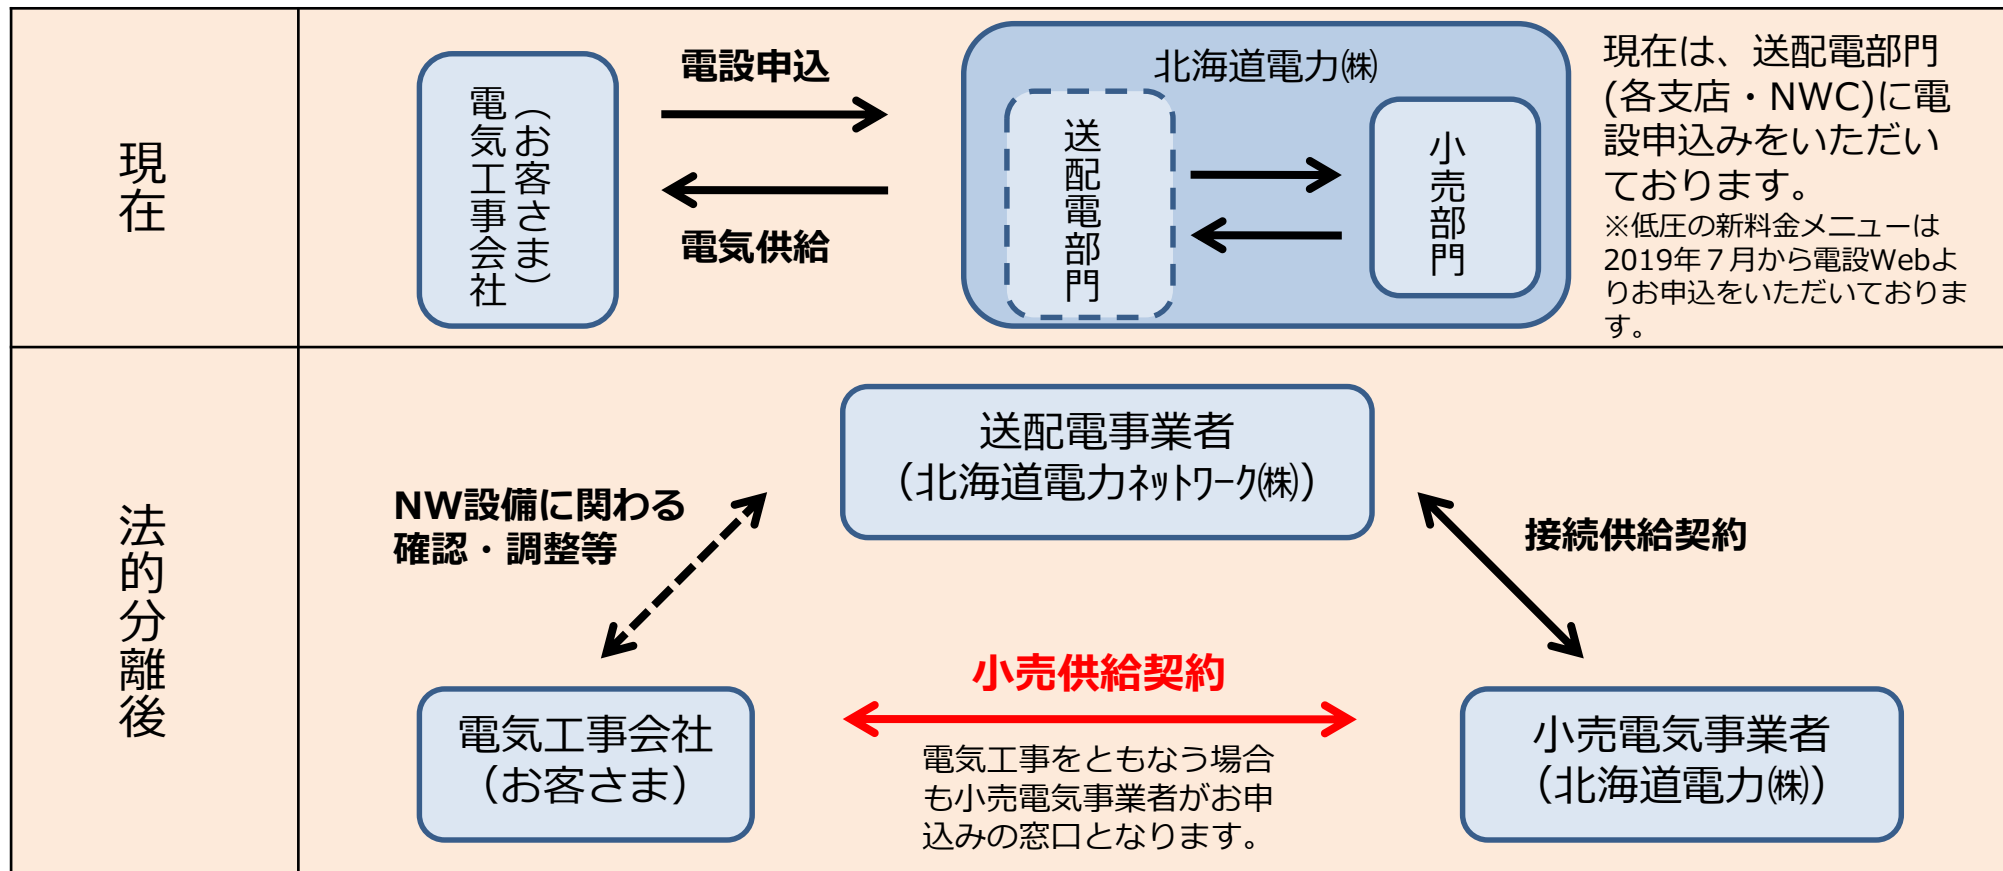 現在
電気工事会社
（お客さま）
電設申込
電気供給
北海道電力㈱
送配電部門
小売部門
現在は、送配電部門
(各支店・NWC)に電
設申込みをいただい
ております。
※低圧の新料金メニューは
2019年７月から電設Webよ
りお申込をいただいておりま
す。
法的分離後
送配電事業者
（北海道電力ﾈｯﾄﾜｰｸ㈱）
NW設備に関わる
確認・調整等
接続供給契約
小売供給契約
電気工事会社
（お客さま）
電気工事をともなう場合
も小売電気事業者がお申
込みの窓口となります。
小売電気事業者
（北海道電力㈱）